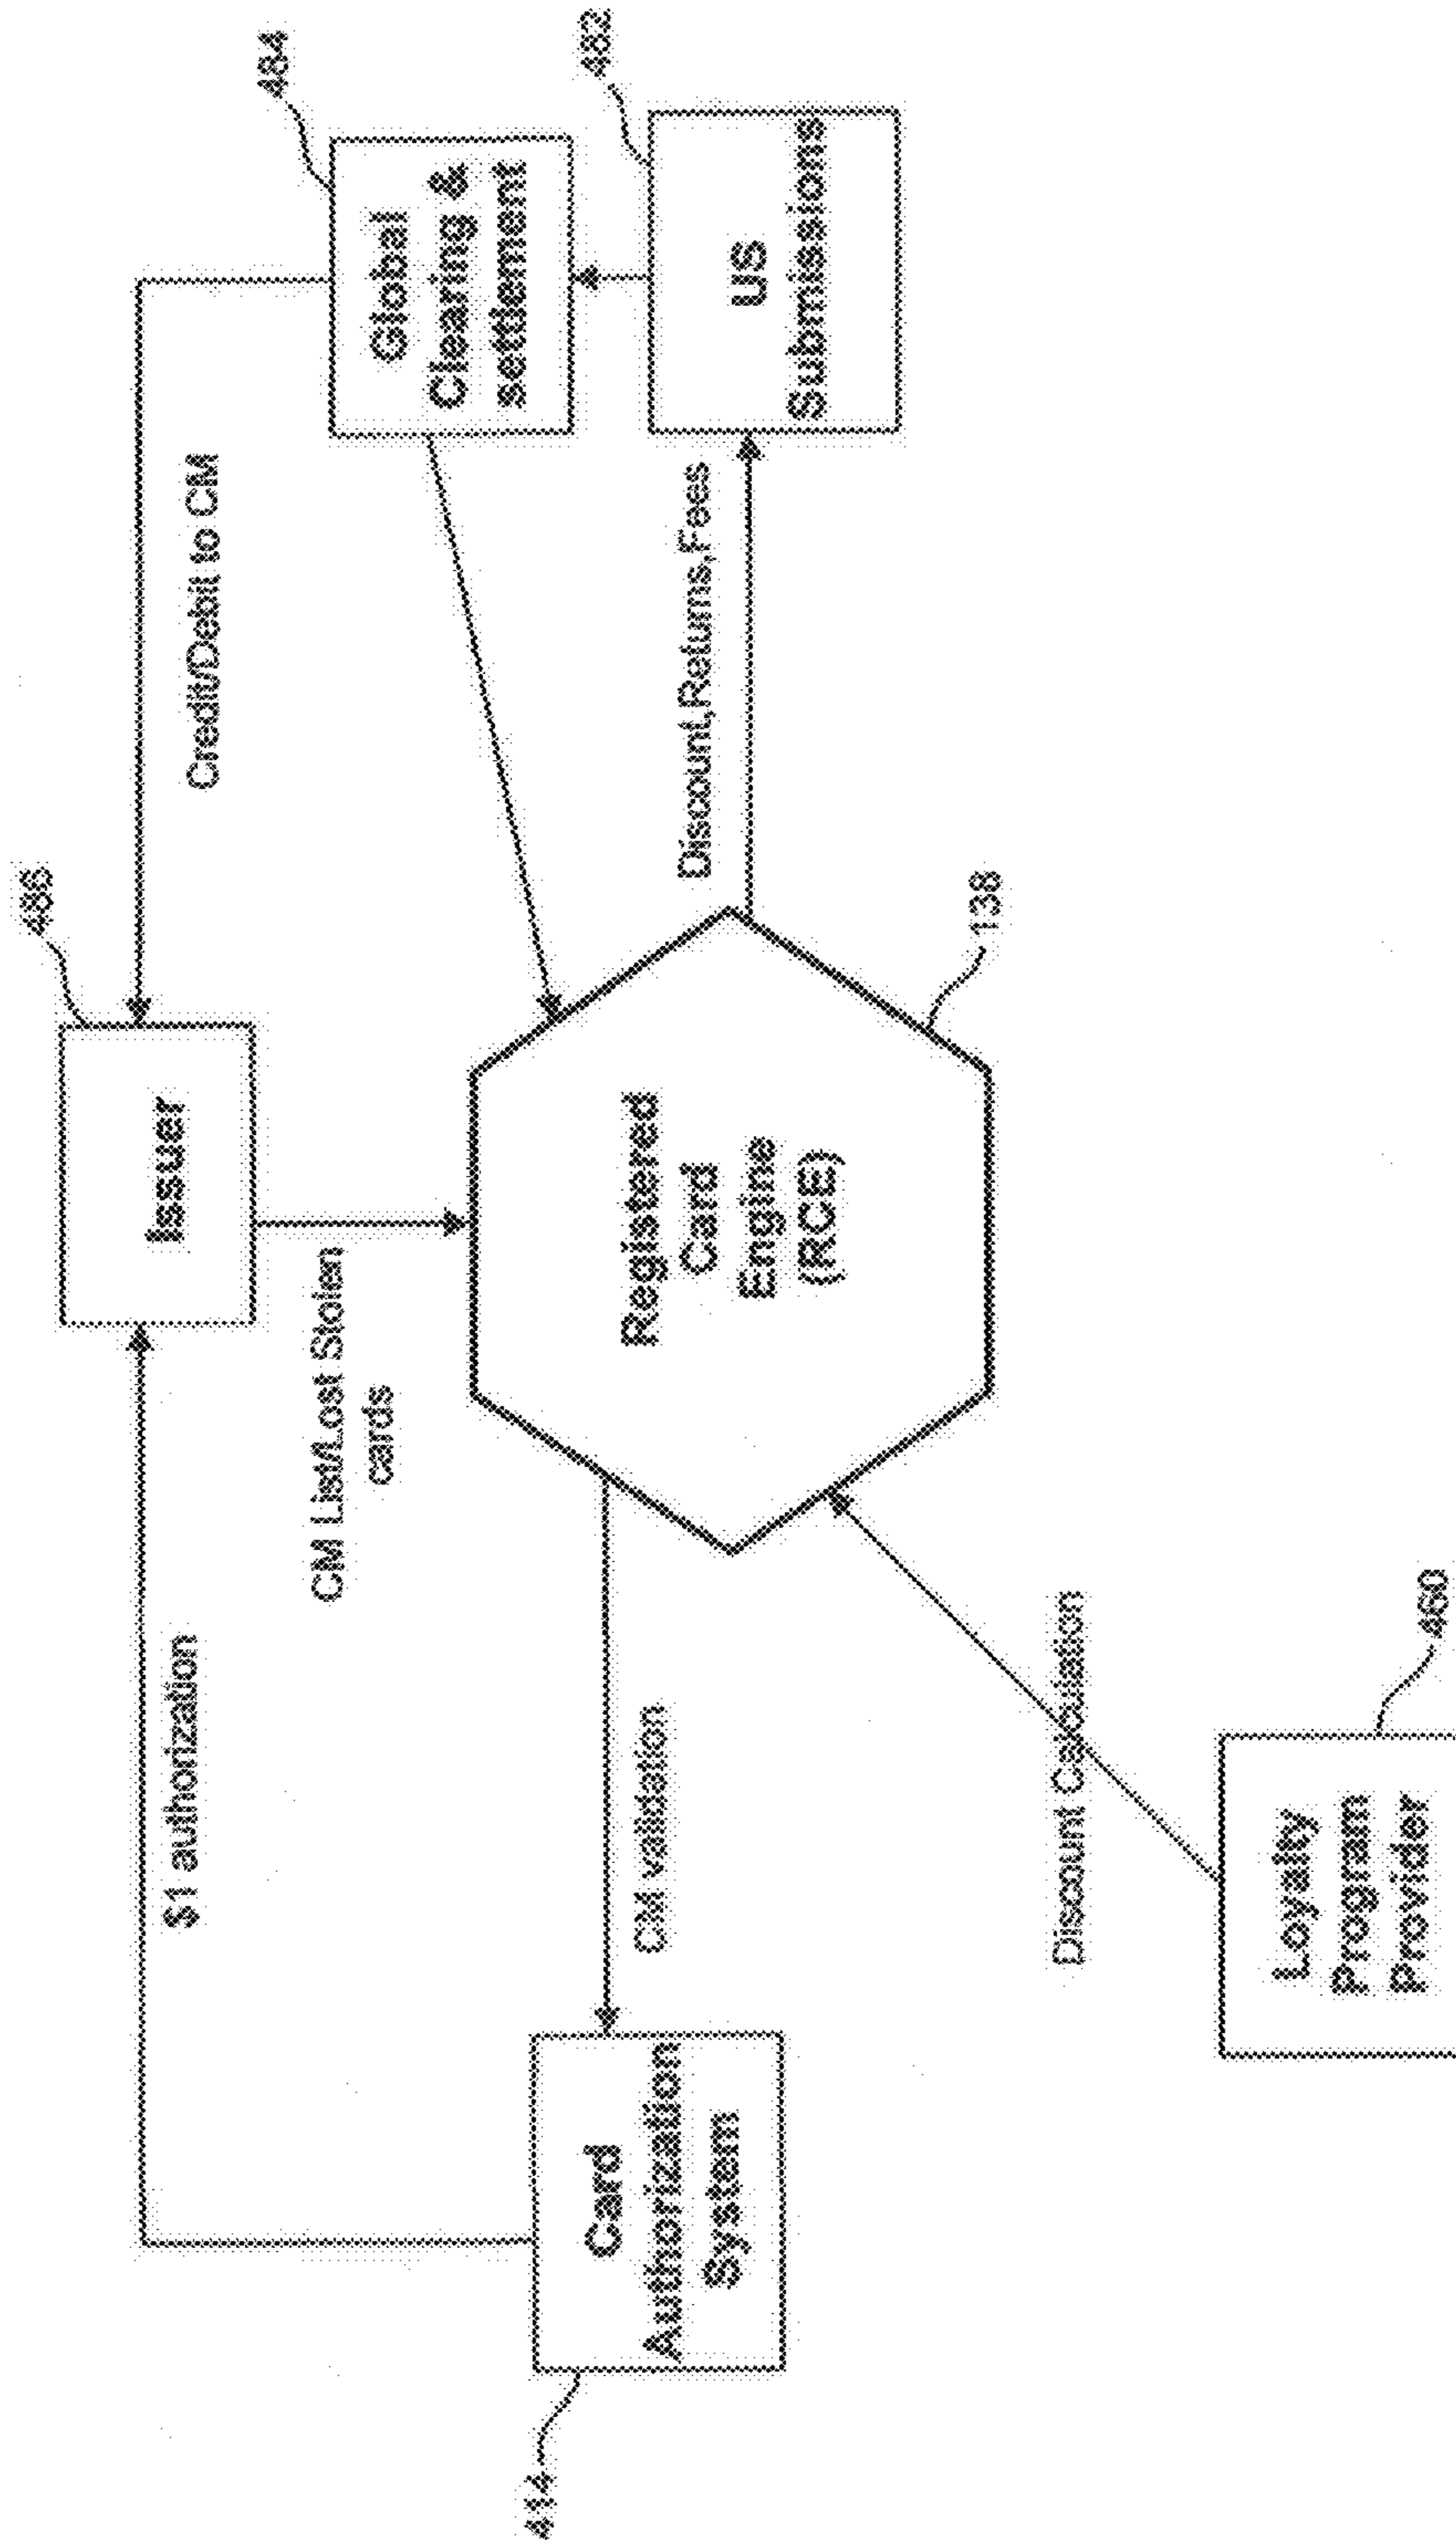 486
Issuer
$1 authorization
Credit/Debit to CM
484
CM List/Lost Stolen
cards
Global
Clearing &
settlement
414
Card
Authorization
System
CM validation
Registered
Card
Engine
(RCE)
Discount,Returns,Fees
482
US
Submissions
138
Discount Calculation
Loyalty
Program
Provider
460